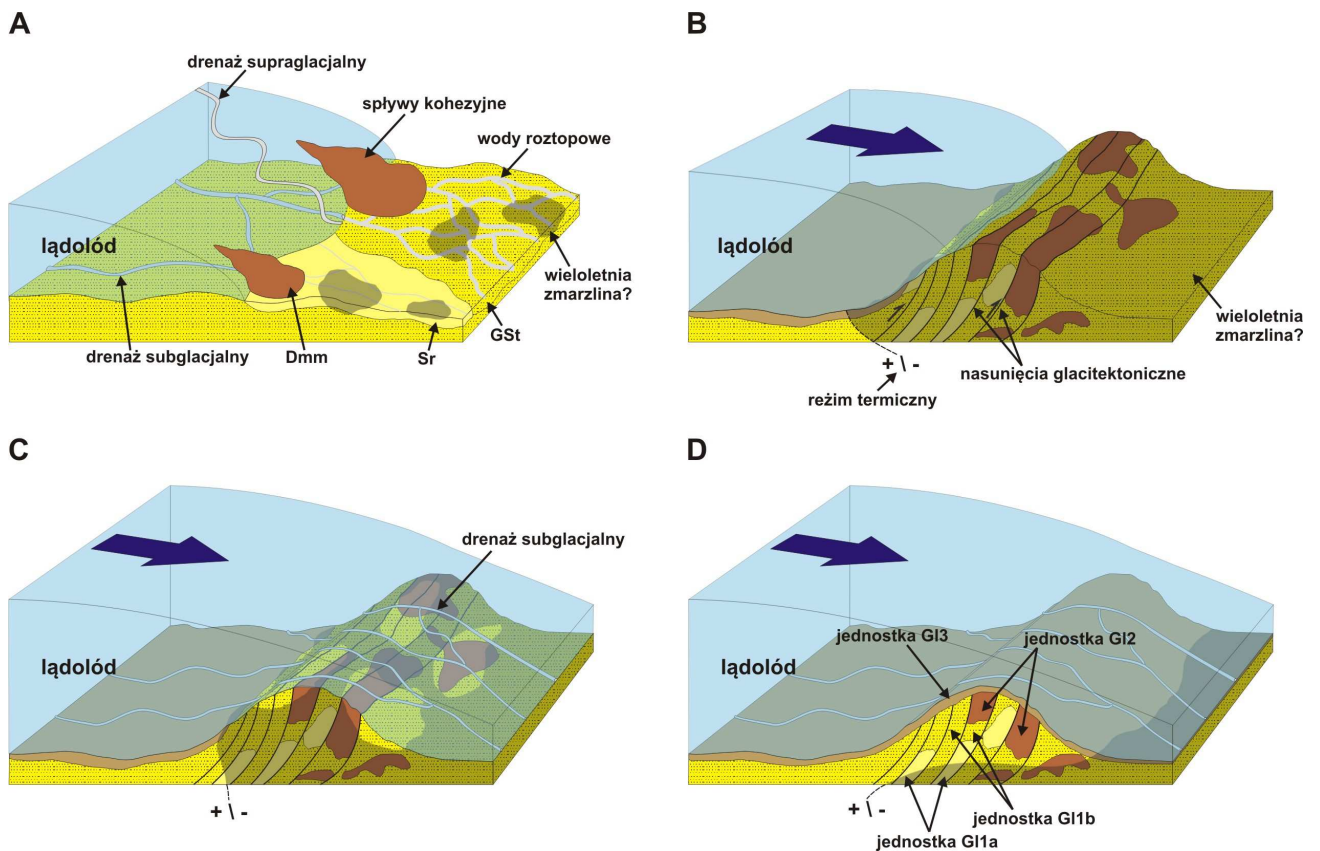 A
drenaż supraglacjalny
spływy kohezyjne
wody roztopowe
lądolód
wieloletnia
zmarzlina?
drenaż subglacjalny
Dmm
Sr
GSt
B
lądolód
wieloletnia
zmarzlina?
+ \ -
reżim termiczny
nasunięcia glacitektoniczne
C
drenaż subglacjalny
lądolód
+ \ -
D
lądolód
jednostka Gl3
jednostka Gl2
+ \ -
jednostka Gl1b
jednostka Gl1a